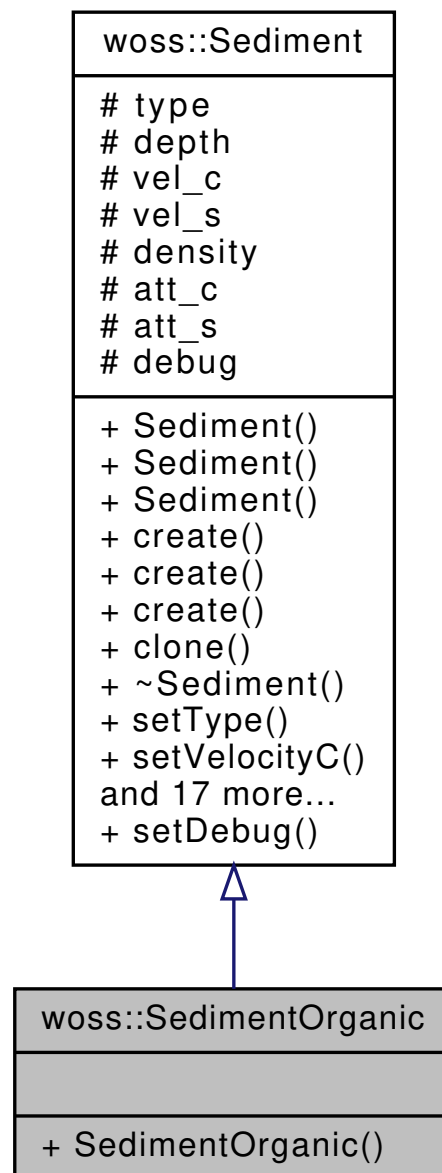 woss::Sediment
# type
# depth
# vel_c
# vel_s
# density
# att_c
# att_s
# debug
+ Sediment()
+ Sediment()
+ Sediment()
+ create()
+ create()
+ create()
+ clone()
+ ~Sediment()
+ setType()
+ setVelocityC()
and 17 more...
+ setDebug()
woss::SedimentOrganic
+ SedimentOrganic()